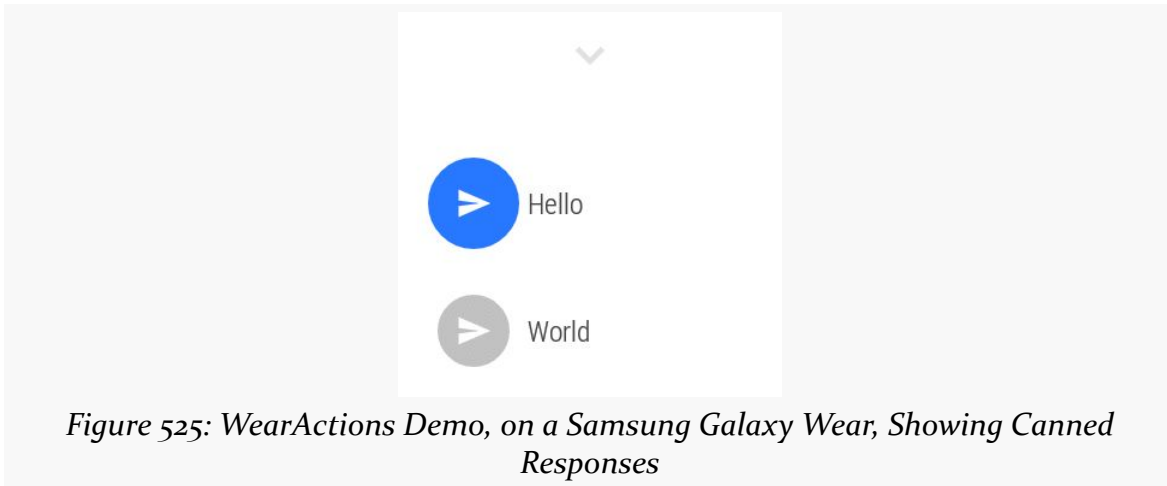 Hello
World
Figure 525: WearActions Demo, on a Samsung Galaxy Wear, Showing Canned
Responses